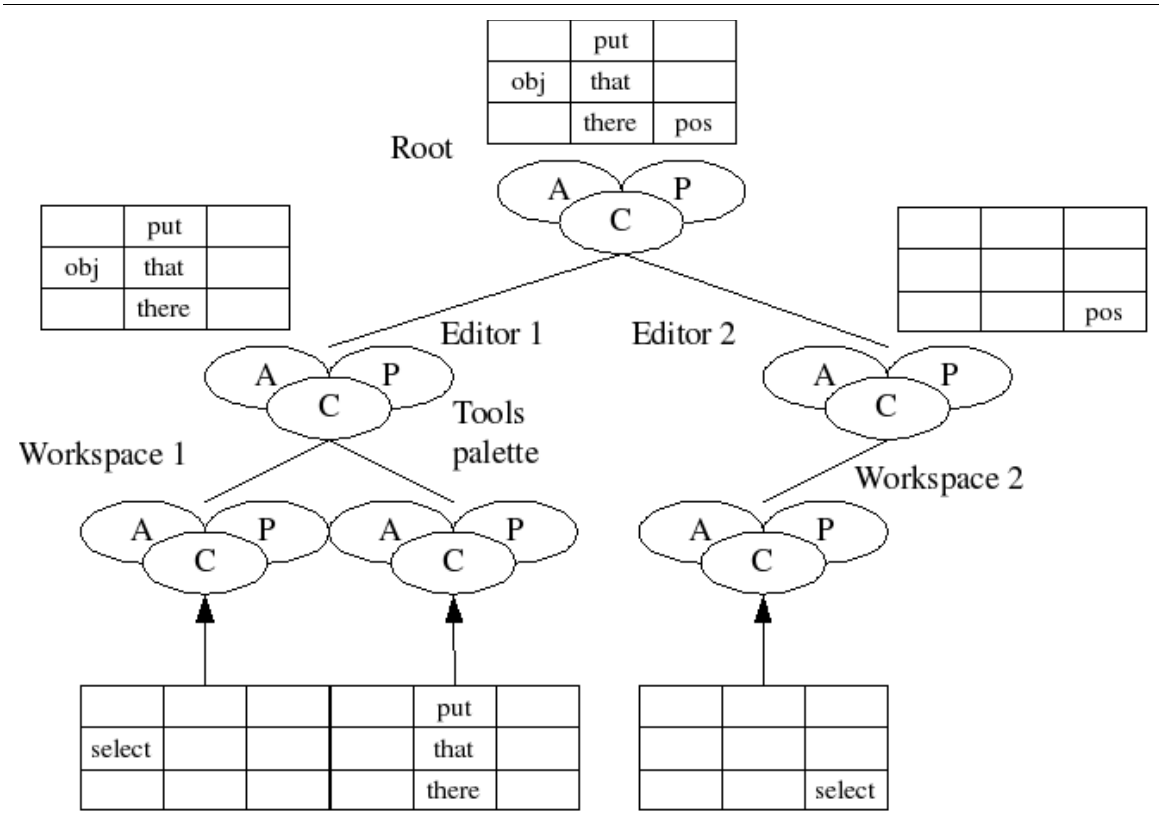 put
obj that
there pos
Root
A P
C
put
obj that
there
pos
Editor 1 Editor 2
A P
C
A P
C
Tools
palette
Workspace 1
Workspace 2
A P
C
A P
C
A P
C
put
select that
there
select